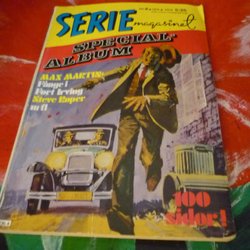 SERIE
magasinet
SPECIAL
ALBUM
MAX MARTIN:
Fånge i
Fort Irving
Steve Roper
m fl
100
sidor!